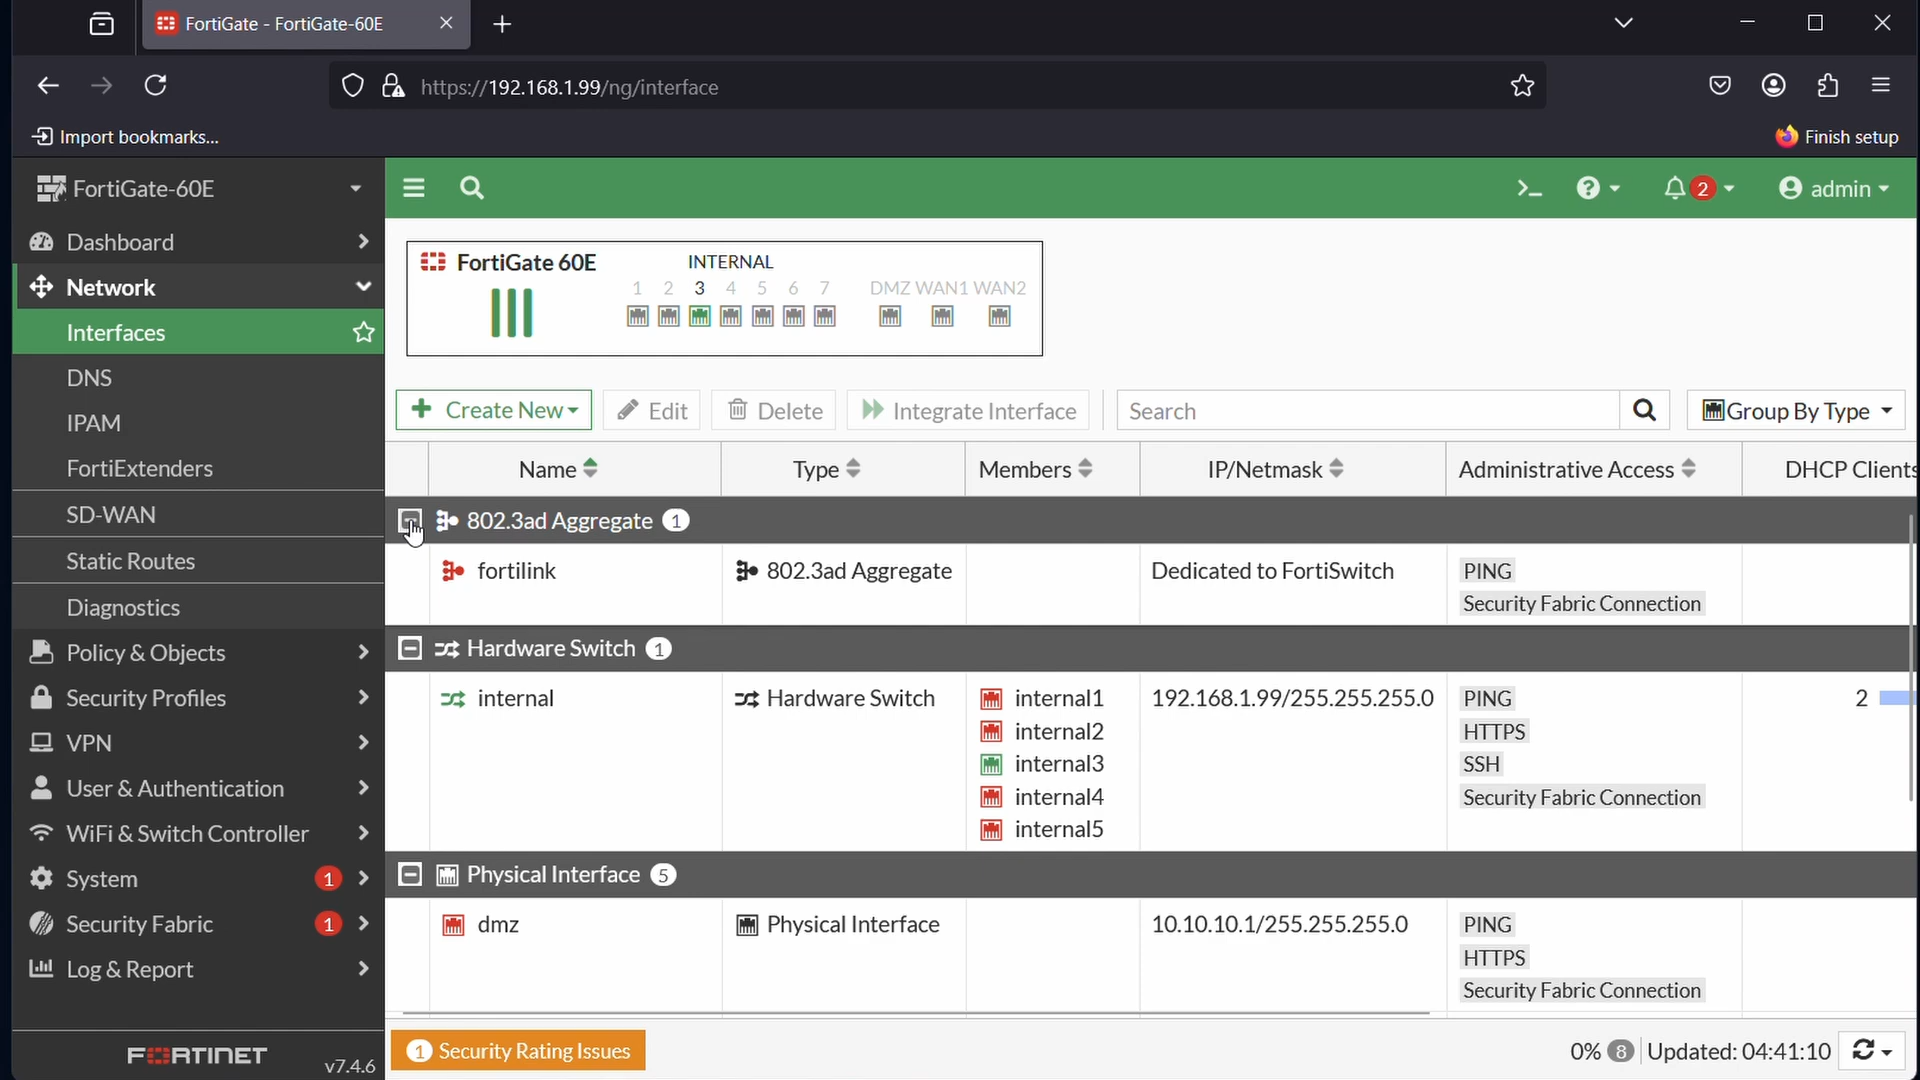 FortiGate - FortiGate-60E
https://192.168.1.99/ng/interface
Import bookmarks...
Finish setup
FortiGate-60E
2
admin
Dashboard
Network
Interfaces
DNS
IPAM
FortiExtenders
SD-WAN
Static Routes
Diagnostics
Policy & Objects
Security Profiles
VPN
User & Authentication
WiFi & Switch Controller
System 1
Security Fabric 1
Log & Report
FORTINET v7.4.6
FortiGate 60E INTERNAL
1 2 3 4 5 6 7 DMZ WAN1 WAN2
Create New Edit Delete Integrate Interface Search Group By Type
Name Type Members IP/Netmask Administrative Access DHCP Clients
802.3ad Aggregate 1
fortilink 802.3ad Aggregate Dedicated to FortiSwitch PING
Security Fabric Connection
Hardware Switch 1
internal Hardware Switch internal1 192.168.1.99/255.255.255.0 PING 2
internal2 HTTPS
internal3 SSH
internal4 Security Fabric Connection
internal5
Physical Interface 5
dmz Physical Interface 10.10.10.1/255.255.255.0 PING
HTTPS
Security Fabric Connection
1 Security Rating Issues 0% 8 Updated: 04:41:10